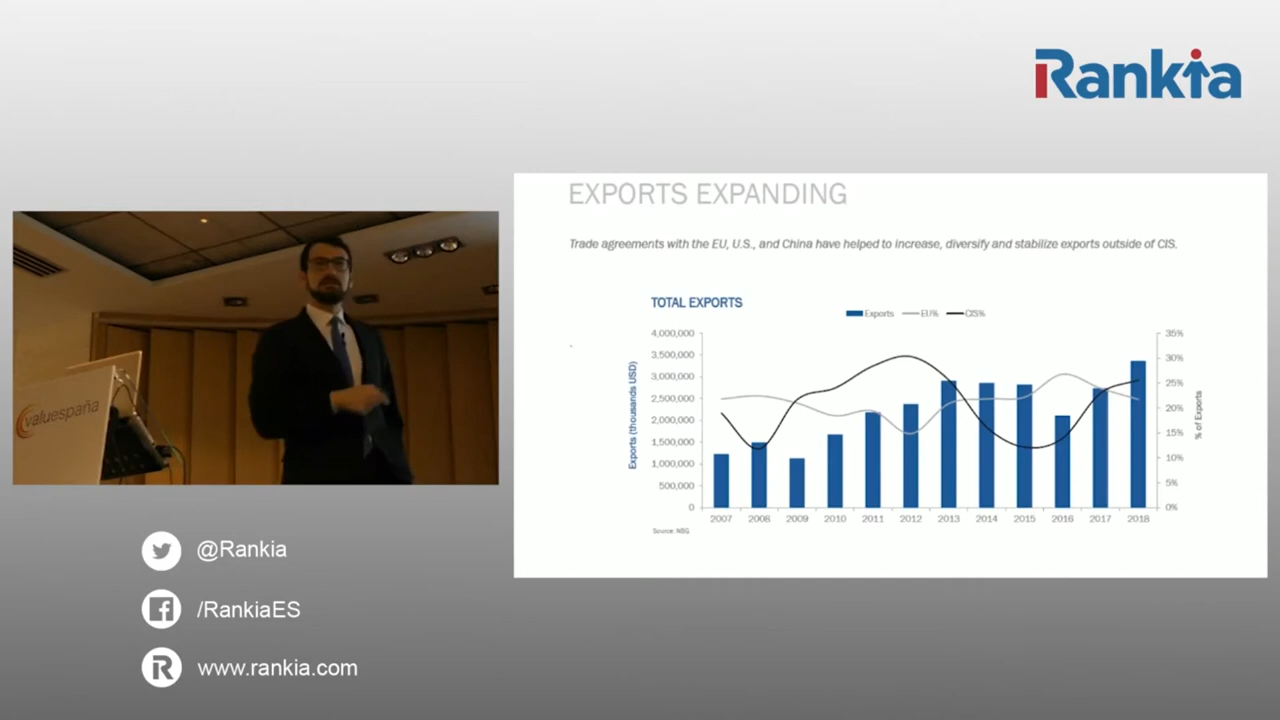 Rankia
EXPORTS EXPANDING
Trade agreements with the EU, U.S., and China have helped to increase, diversify and stabilize exports outside of CIS.
TOTAL EXPORTS
Exports EU% CIS%
4,000,000
3,500,000
3,000,000
2,500,000
2,000,000
1,500,000
1,000,000
500,000
0
Exports (thousands USD)
35%
30%
25%
20%
15%
10%
5%
0%
% of Exports
2007 2008 2009 2010 2011 2012 2013 2014 2015 2016 2017 2018
Source: NBG
valuespaña
@Rankia
/RankiaES
www.rankia.com